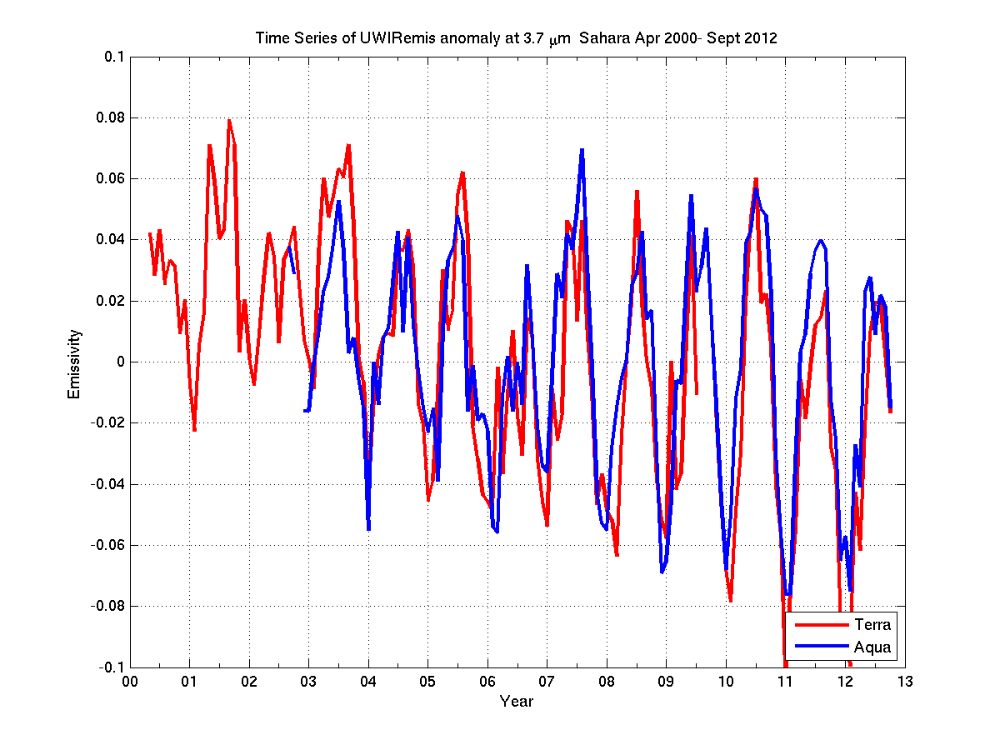 Time Series of UWIRemis anomaly at 3.7 μm  Sahara Apr 2000- Sept 2012
0.1
0.08
0.06
0.04
0.02
0
-0.02
-0.04
-0.06
-0.08
-0.1
Emissivity
00 01 02 03 04 05 06 07 08 09 10 11 12 13
Year
Terra
Aqua